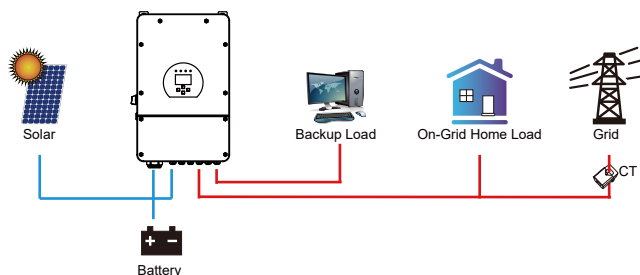 Solar
Backup Load
On-Grid Home Load
Grid
CT
Battery